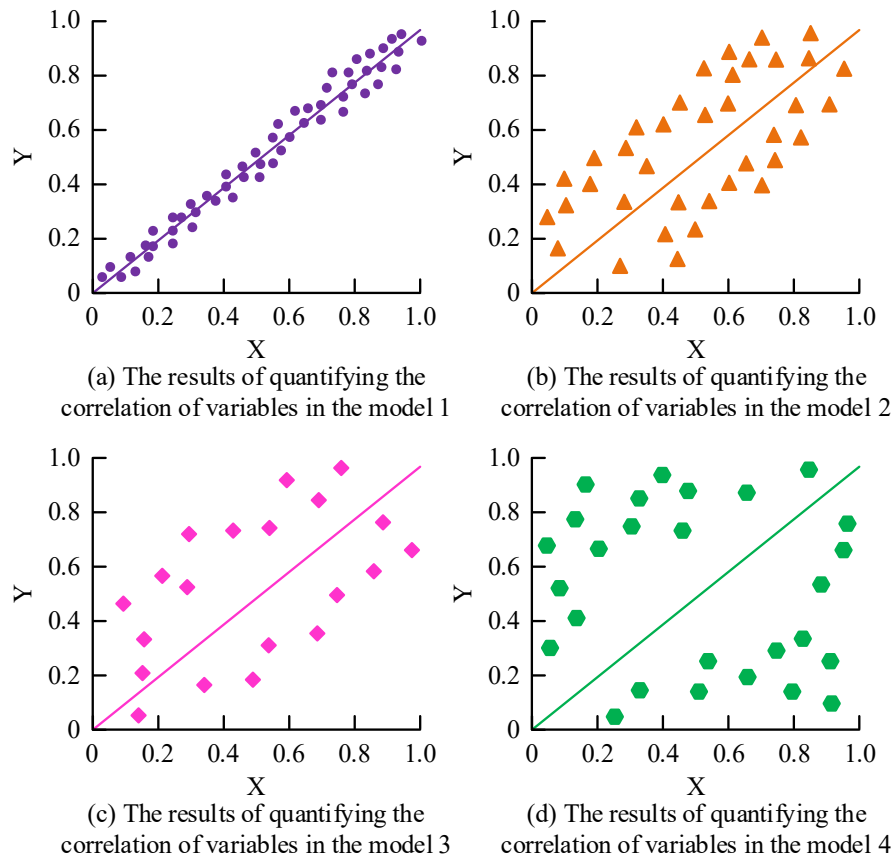 1.0
0.8
0.6
0.4
0.2
0
Y
0 0.2 0.4 0.6 0.8 1.0
X
(a) The results of quantifying the
correlation of variables in the model 1
1.0
0.8
0.6
0.4
0.2
0
Y
0 0.2 0.4 0.6 0.8 1.0
X
(b) The results of quantifying the
correlation of variables in the model 2
1.0
0.8
0.6
0.4
0.2
0
Y
0 0.2 0.4 0.6 0.8 1.0
X
(c) The results of quantifying the
correlation of variables in the model 3
1.0
0.8
0.6
0.4
0.2
0
Y
0 0.2 0.4 0.6 0.8 1.0
X
(d) The results of quantifying the
correlation of variables in the model 4